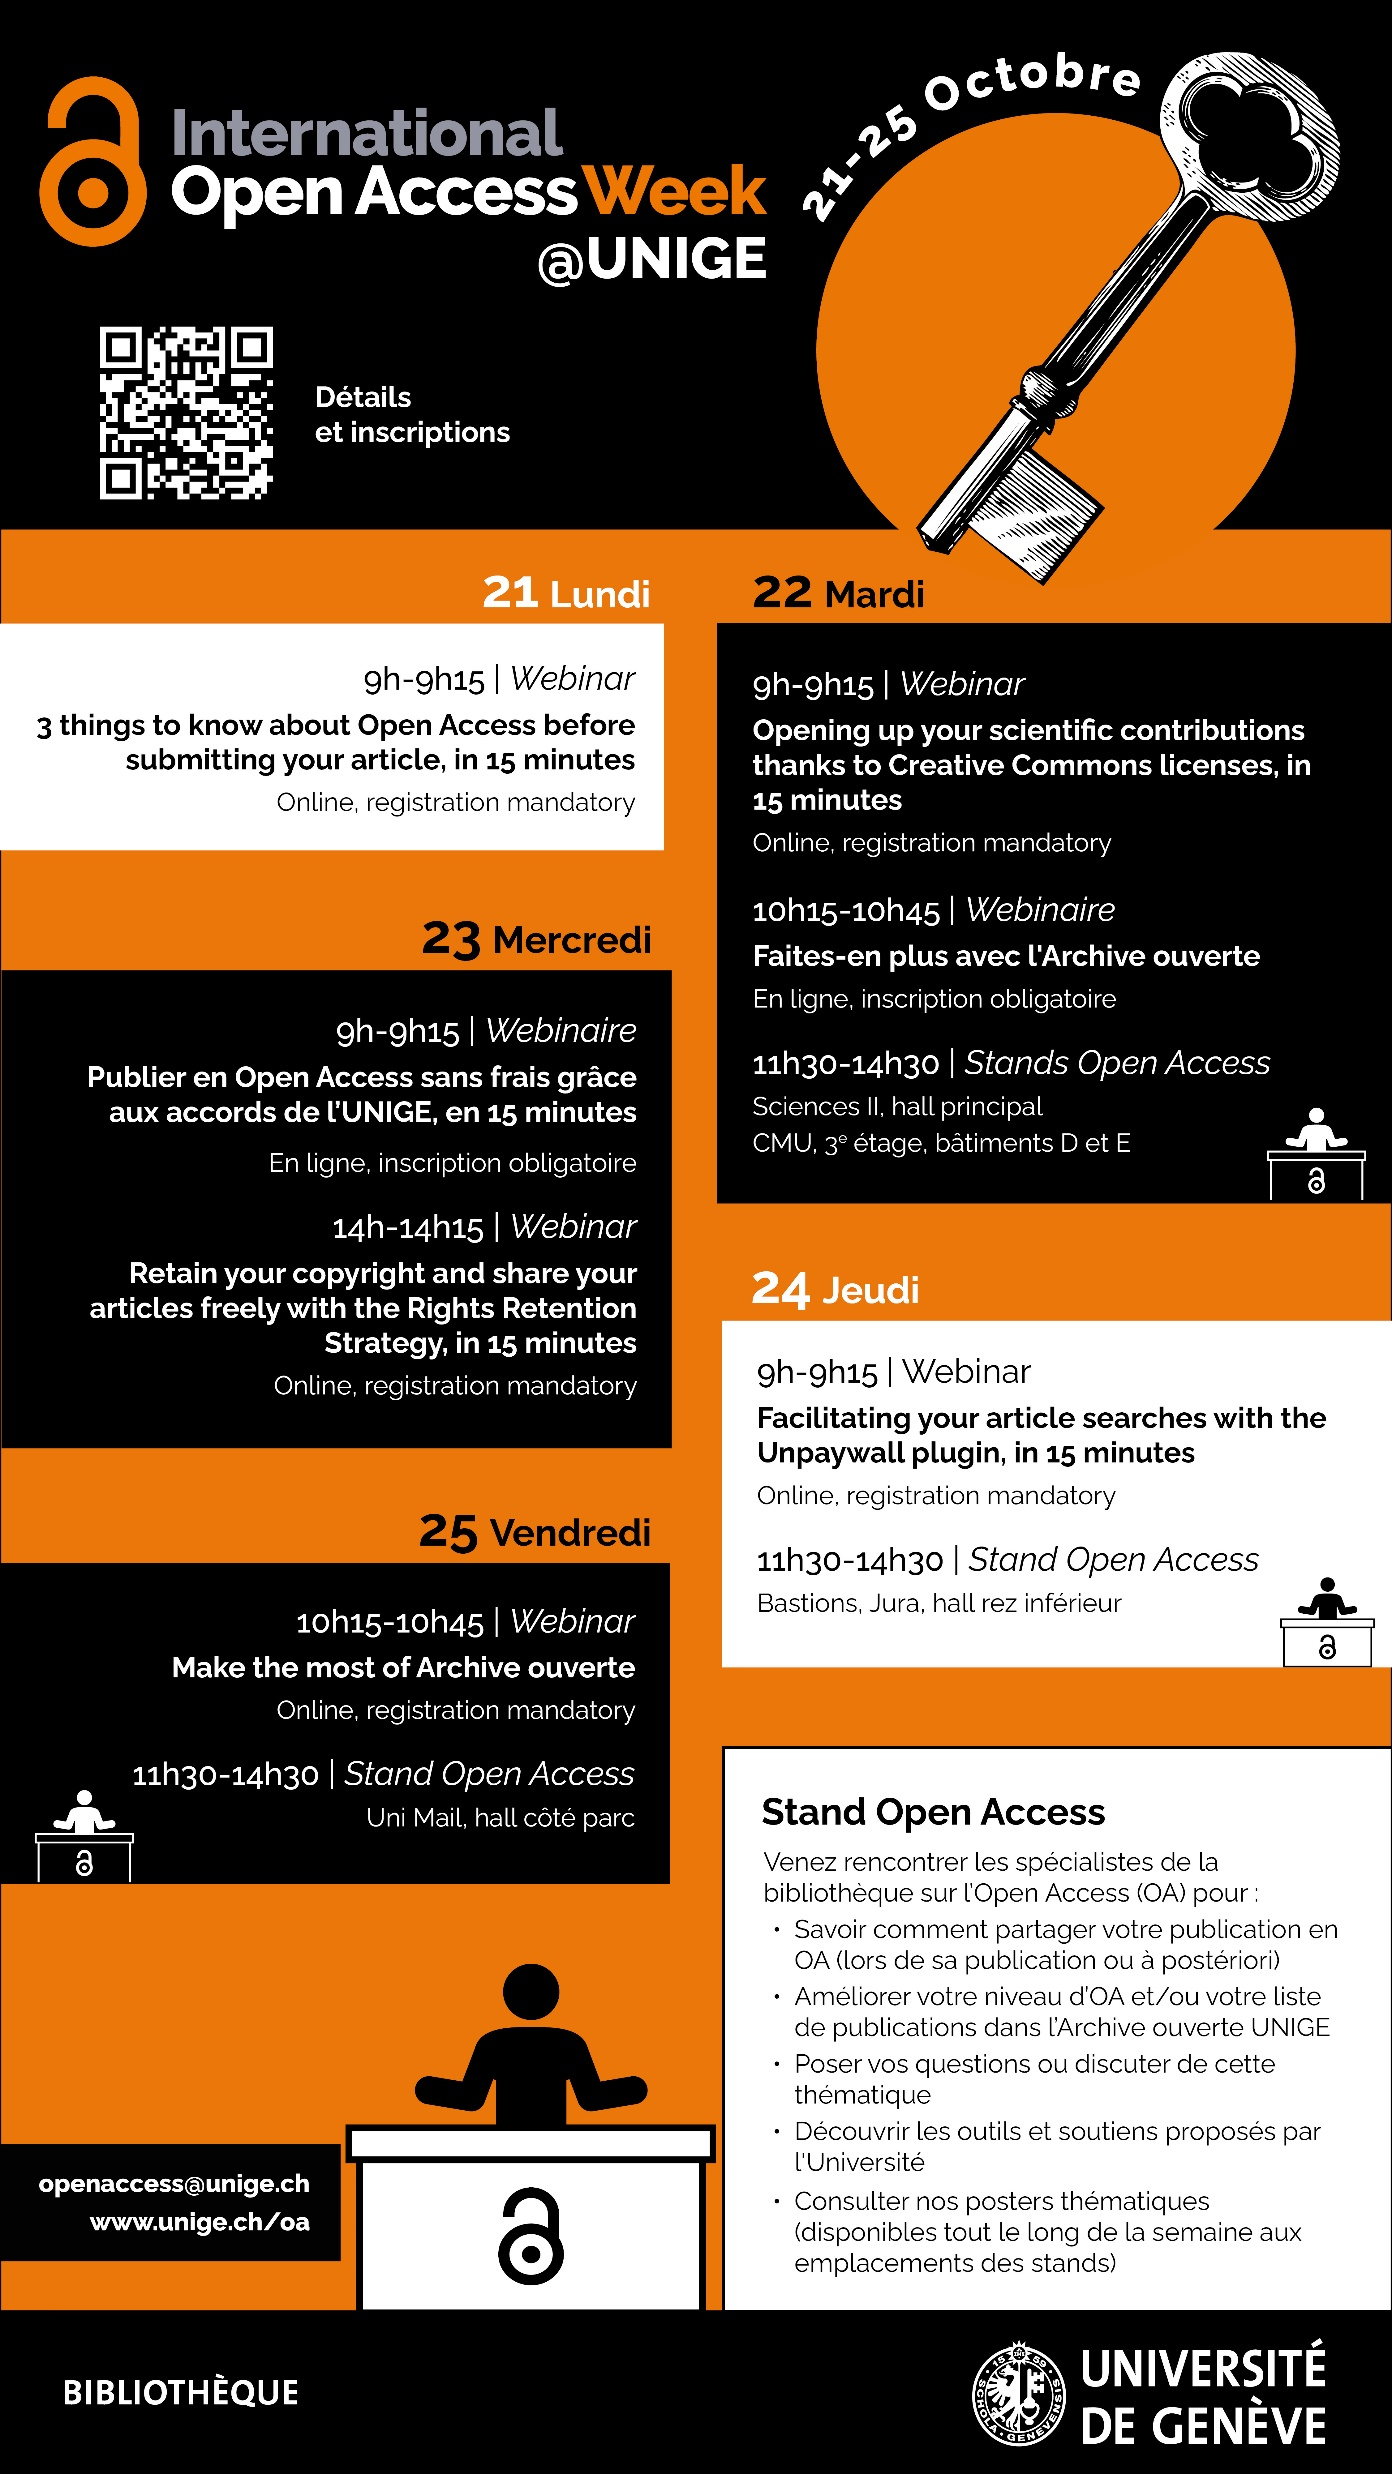 International
Open Access Week
@UNIGE
21-25 Octobre
Détails
et inscriptions
21 Lundi
9h-9h15 | Webinar
3 things to know about Open Access before
submitting your article, in 15 minutes
Online, registration mandatory
22 Mardi
9h-9h15 | Webinar
Opening up your scientific contributions
thanks to Creative Commons licenses, in
15 minutes
Online, registration mandatory
10h15-10h45 | Webinaire
Faites-en plus avec l'Archive ouverte
En ligne, inscription obligatoire
11h30-14h30 | Stands Open Access
Sciences II, hall principal
CMU, 3e étage, bâtiments D et E
23 Mercredi
9h-9h15 | Webinaire
Publier en Open Access sans frais grâce
aux accords de l'UNIGE, en 15 minutes
En ligne, inscription obligatoire
14h-14h15 | Webinar
Retain your copyright and share your
articles freely with the Rights Retention
Strategy, in 15 minutes
Online, registration mandatory
24 Jeudi
9h-9h15 | Webinar
Facilitating your article searches with the
Unpaywall plugin, in 15 minutes
Online, registration mandatory
11h30-14h30 | Stand Open Access
Bastions, Jura, hall rez inférieur
25 Vendredi
10h15-10h45 | Webinar
Make the most of Archive ouverte
Online, registration mandatory
11h30-14h30 | Stand Open Access
Uni Mail, hall côté parc
Stand Open Access
Venez rencontrer les spécialistes de la
bibliothèque sur l'Open Access (OA) pour :
• Savoir comment partager votre publication en
OA (lors de sa publication ou à postériori)
• Améliorer votre niveau d'OA et/ou votre liste
de publications dans l'Archive ouverte UNIGE
• Poser vos questions ou discuter de cette
thématique
• Découvrir les outils et soutiens proposés par
l'Université
• Consulter nos posters thématiques
(disponibles tout le long de la semaine aux
emplacements des stands)
openaccess@unige.ch
www.unige.ch/oa
BIBLIOTHÈQUE
SCHOLA GENEVENSIS
1559
UNIVERSITÉ
DE GENÈVE